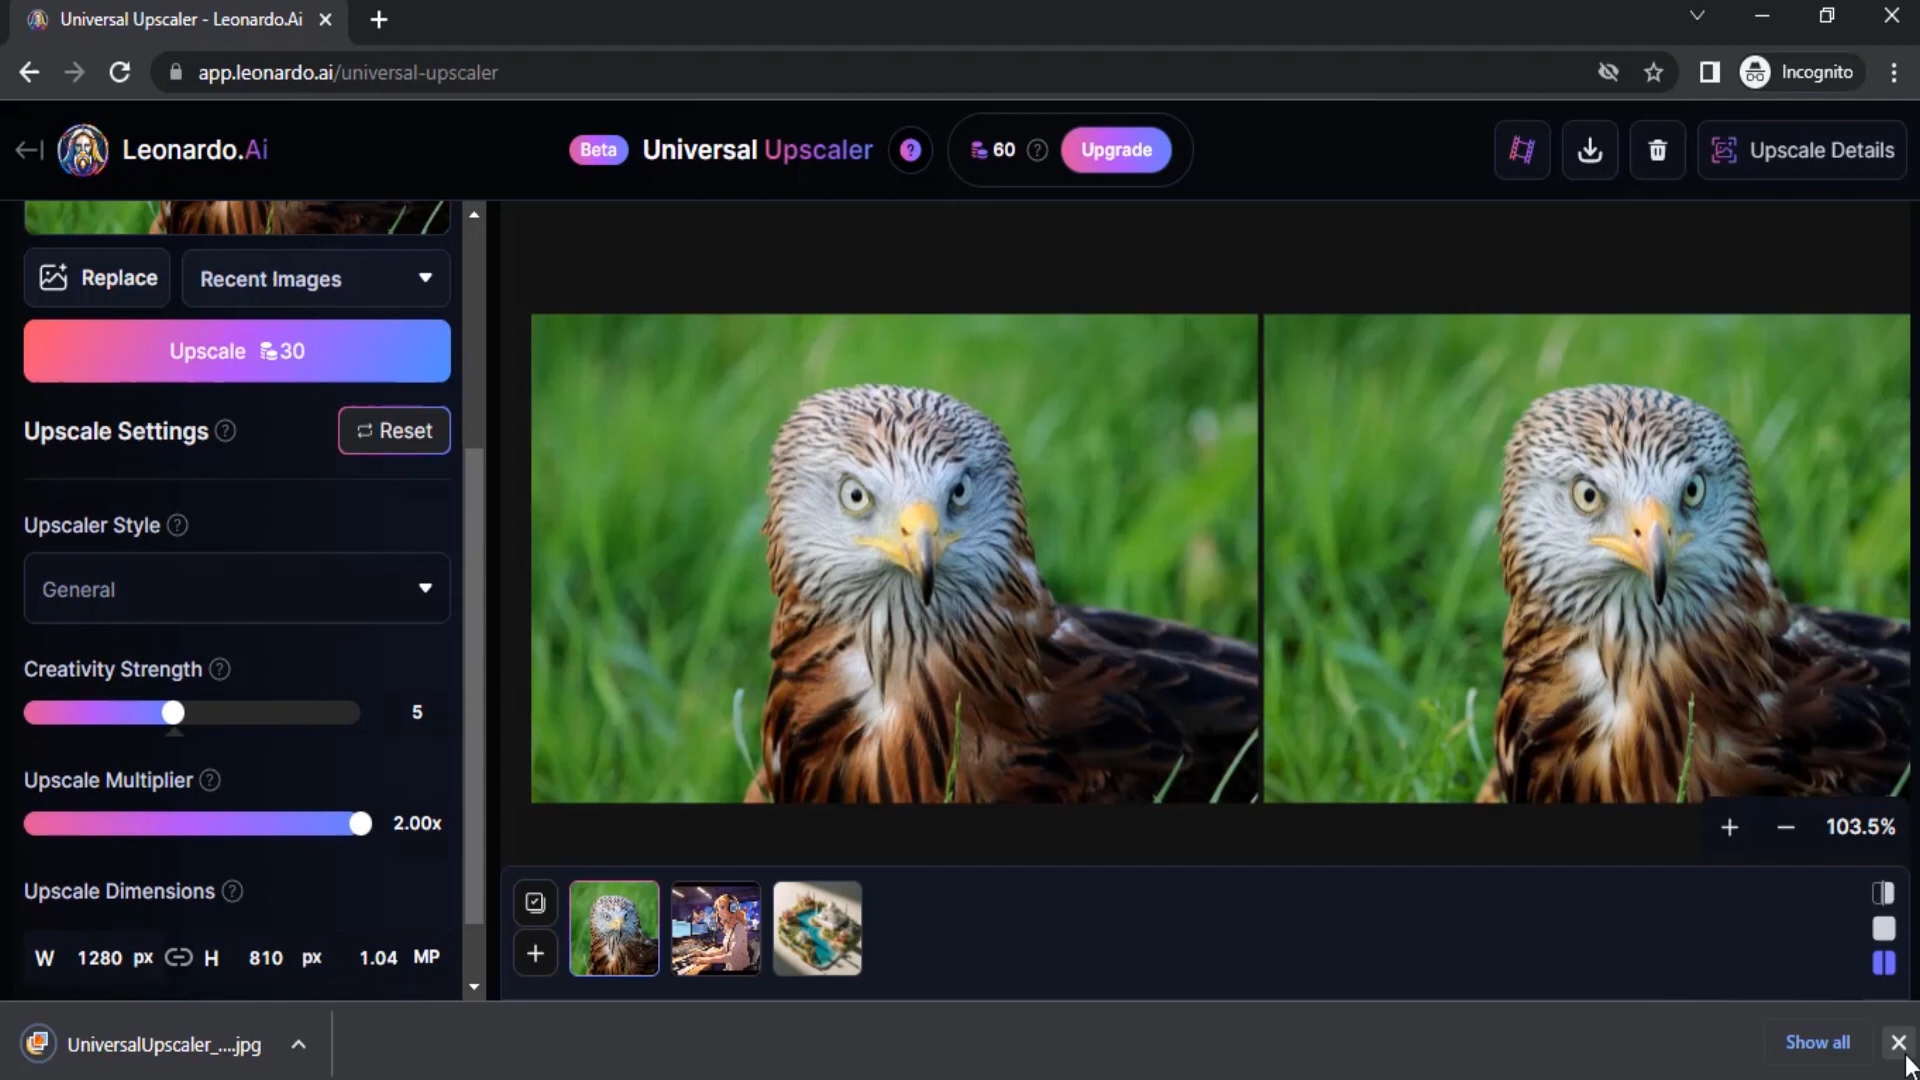 Universal Upscaler - Leonardo.Ai
app.leonardo.ai/universal-upscaler
Incognito
Leonardo.Ai
Beta
Universal Upscaler
?
60
?
Upgrade
Upscale Details
Replace
Recent Images
Upscale 30
Upscale Settings ?
Reset
Upscaler Style ?
General
Creativity Strength ?
5
Upscale Multiplier ?
2.00x
Upscale Dimensions ?
W 1280 px H 810 px 1.04 MP
+ − 103.5%
UniversalUpscaler_....jpg
Show all